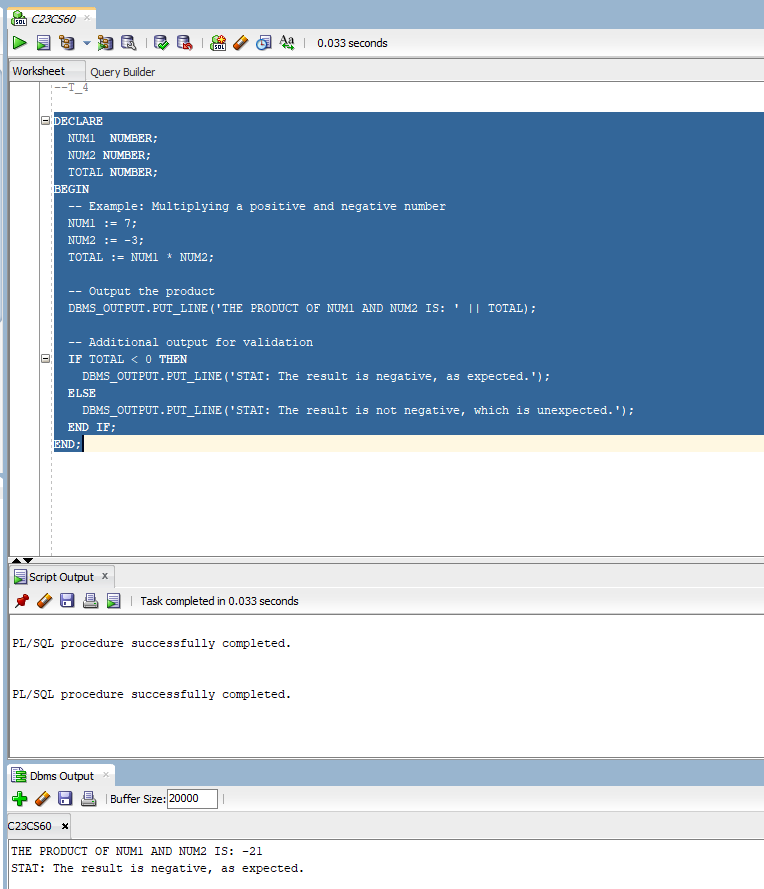 C23CS60
0.033 seconds
Worksheet Query Builder
--T_4
DECLARE
  NUM1  NUMBER;
  NUM2 NUMBER;
  TOTAL NUMBER;
BEGIN
  -- Example: Multiplying a positive and negative number
  NUM1 := 7;
  NUM2 := -3;
  TOTAL := NUM1 * NUM2;
  -- Output the product
  DBMS_OUTPUT.PUT_LINE('THE PRODUCT OF NUM1 AND NUM2 IS: ' || TOTAL);
  -- Additional output for validation
  IF TOTAL < 0 THEN
    DBMS_OUTPUT.PUT_LINE('STAT: The result is negative, as expected.');
  ELSE
    DBMS_OUTPUT.PUT_LINE('STAT: The result is not negative, which is unexpected.');
  END IF;
END;
Script Output
Task completed in 0.033 seconds
PL/SQL procedure successfully completed.
PL/SQL procedure successfully completed.
Dbms Output
Buffer Size: 20000
C23CS60
THE PRODUCT OF NUM1 AND NUM2 IS: -21
STAT: The result is negative, as expected.